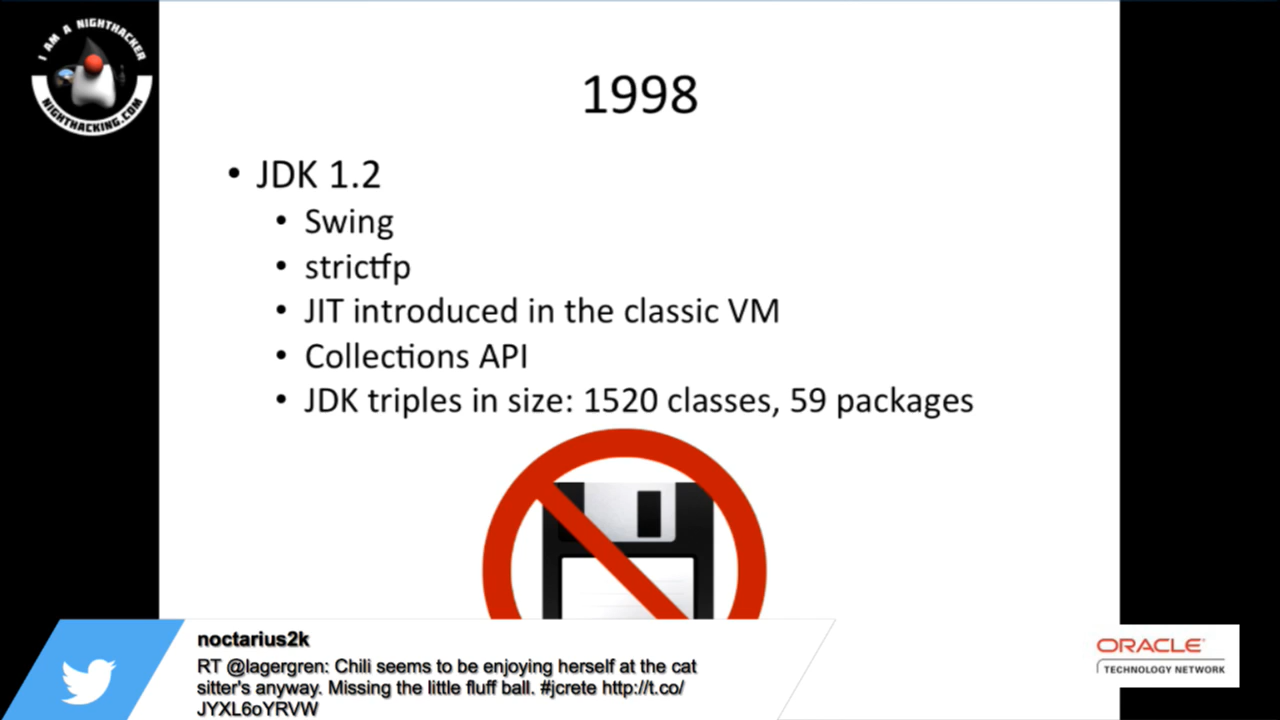 I AM A NIGHTHACKER
NIGHTHACKING.COM
1998
• JDK 1.2
• Swing
• strictfp
• JIT introduced in the classic VM
• Collections API
• JDK triples in size: 1520 classes, 59 packages
noctarius2k
RT @lagergren: Chili seems to be enjoying herself at the cat
sitter's anyway. Missing the little fluff ball. #jcrete http://t.co/
JYXL6oYRVW
ORACLE
TECHNOLOGY NETWORK